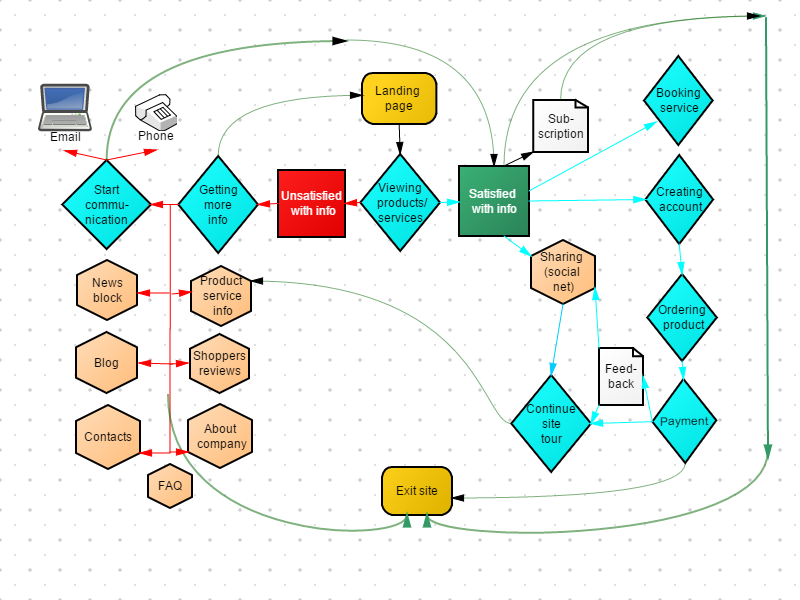 Landing
page
Booking
service
Sub-
scription
Email
Phone
Start
commu-
nication
Getting
more
info
Unsatisfied
with info
Viewing
products/
services
Satisfied
with info
Creating
account
Sharing
(social
net)
News
block
Product
service
info
Ordering
product
Blog
Shoppers
reviews
Feed-
back
Contacts
About
company
Continue
site
tour
Payment
FAQ
Exit site